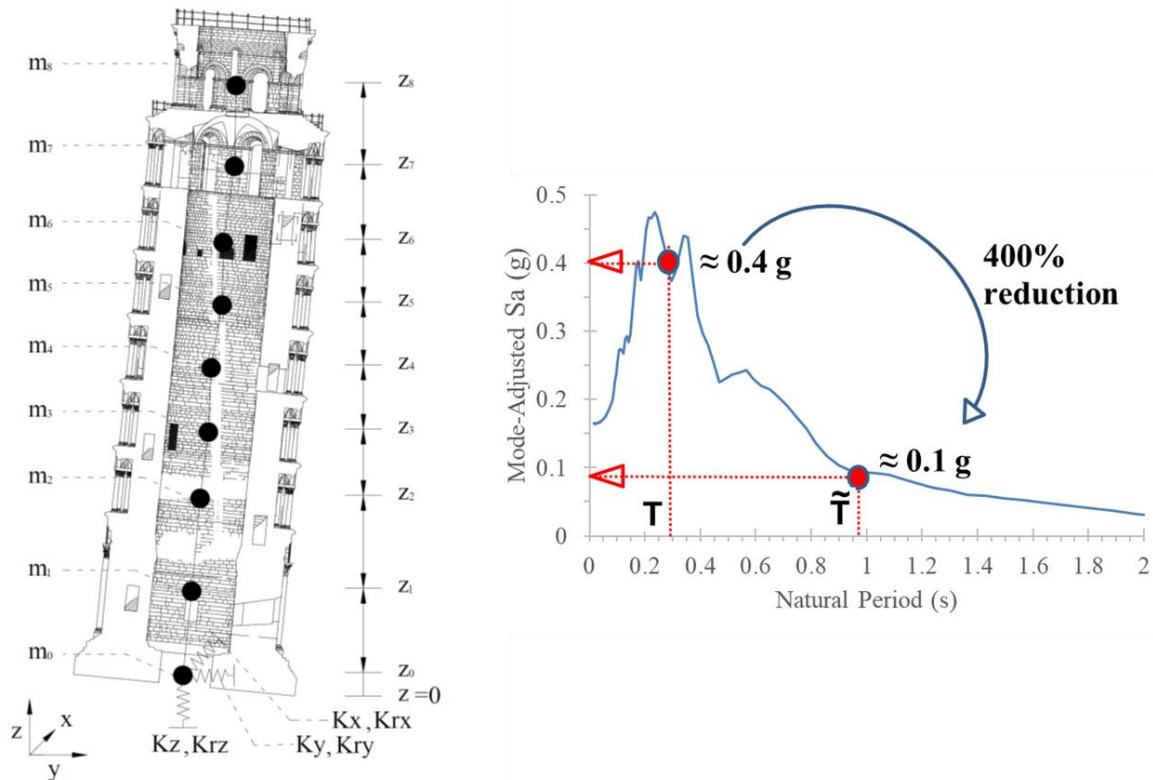 m₈
m₇
m₆
m₅
m₄
m₃
m₂
m₁
m₀
z₈
z₇
z₆
z₅
z₄
z₃
z₂
z₁
z₀
z =0
Kx ,Krx
Kz ,Krz
Ky ,Kry
z
x
y
Mode-Adjusted Sa (g)
0.5
0.4
0.3
0.2
0.1
0
≈ 0.4 g
400%
reduction
≈ 0.1 g
T
T̃
0 0.2 0.4 0.6 0.8 1 1.2 1.4 1.6 1.8 2
Natural Period (s)